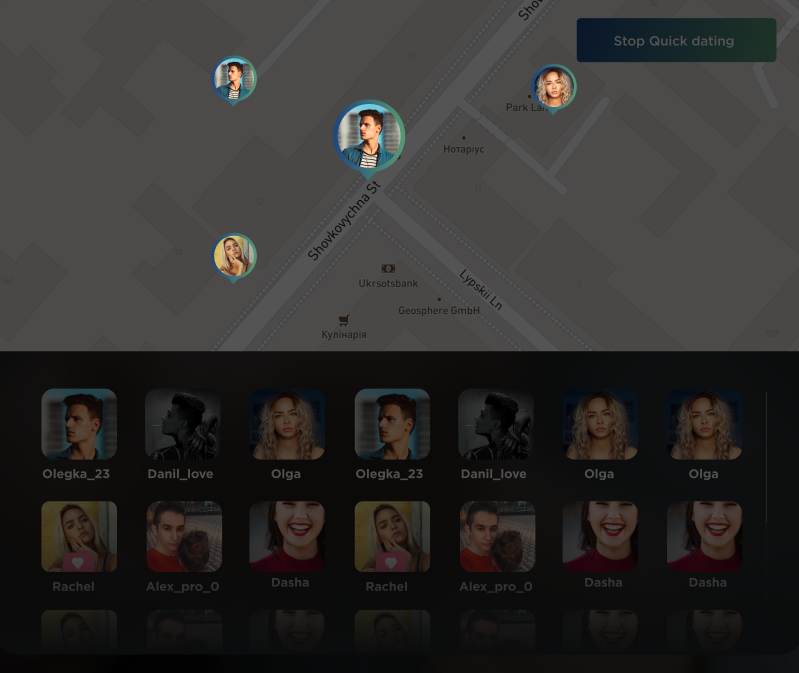 Shov
Stop Quick dating
Park Lan
Нотаріус
Shovkovychna St
Ukrsotsbank
Lypskii Ln
Geosphere GmbH
Кулінарія
Olegka_23 Danil_love Olga Olegka_23 Danil_love Olga Olga
Rachel Alex_pro_0 Dasha Rachel Alex_pro_0 Dasha Dasha